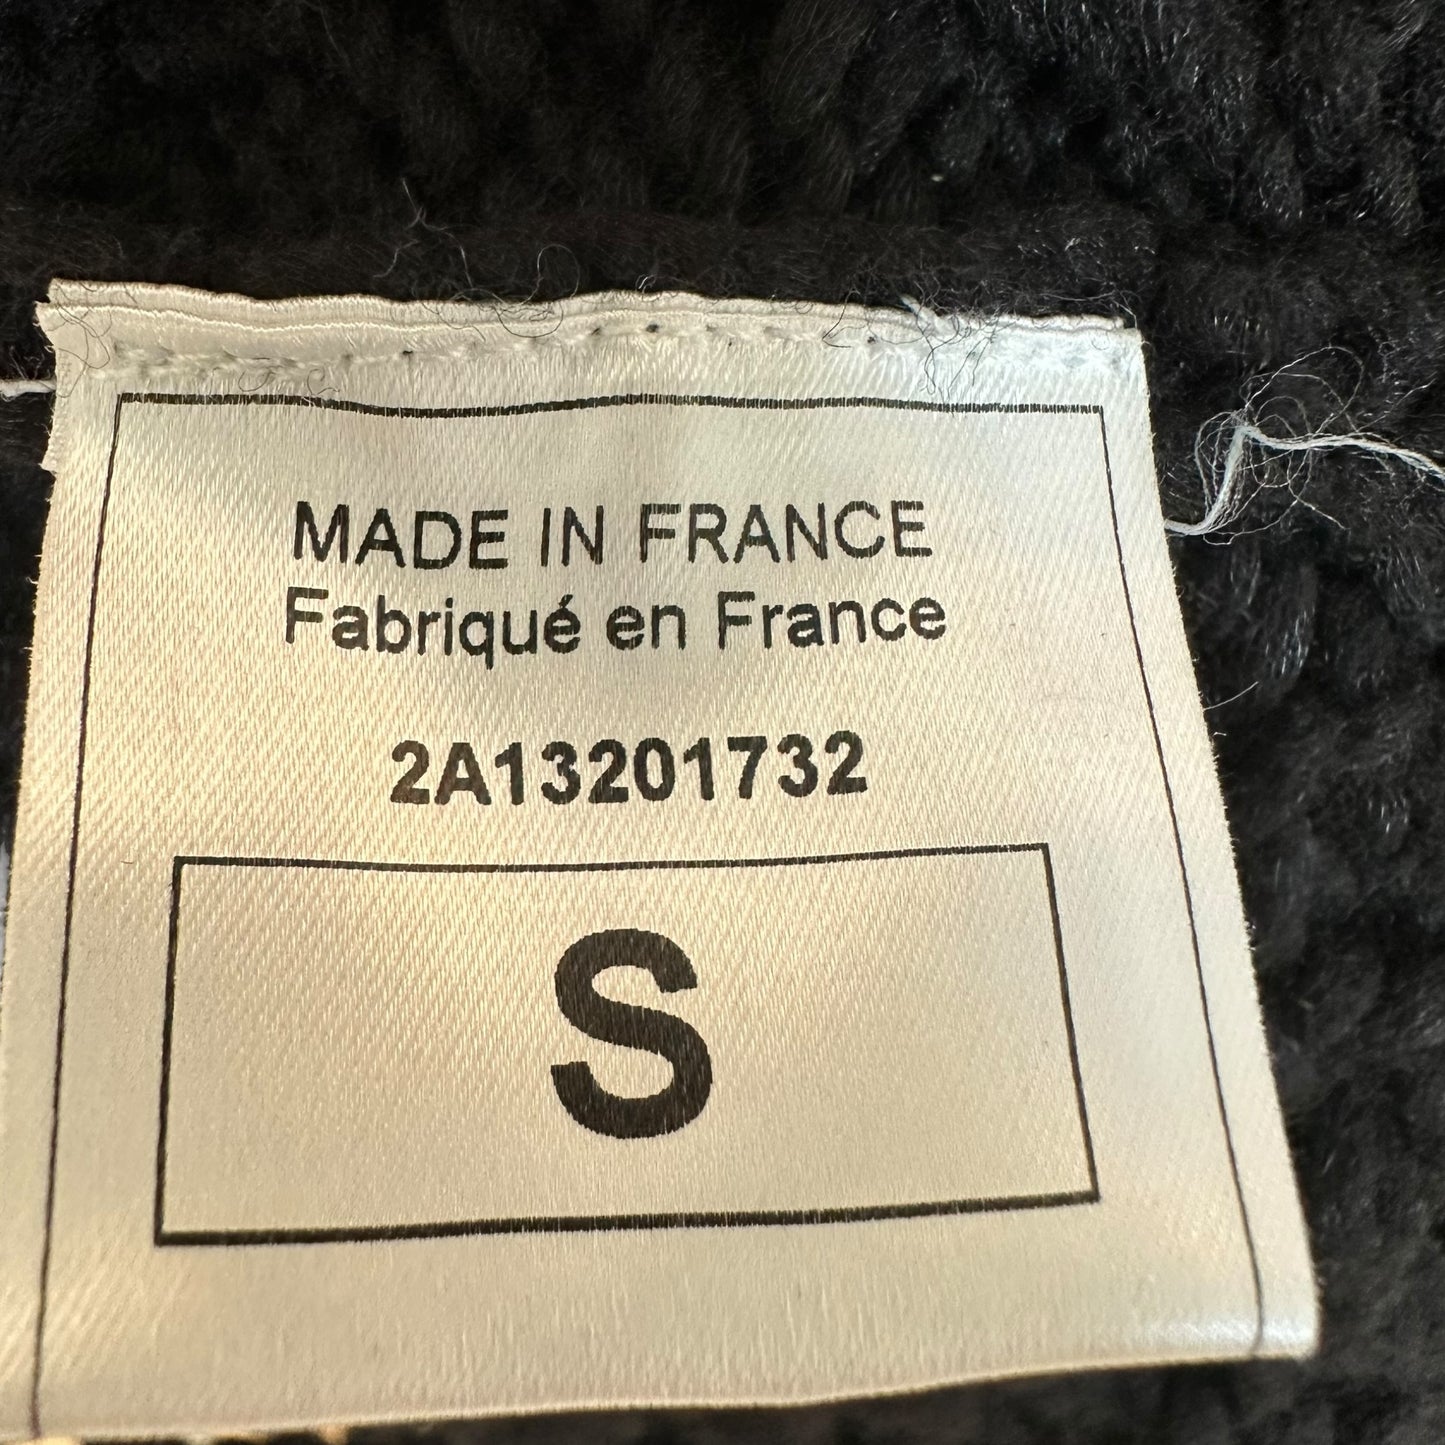 MADE IN FRANCE
Fabriqué en France
2A13201732
S